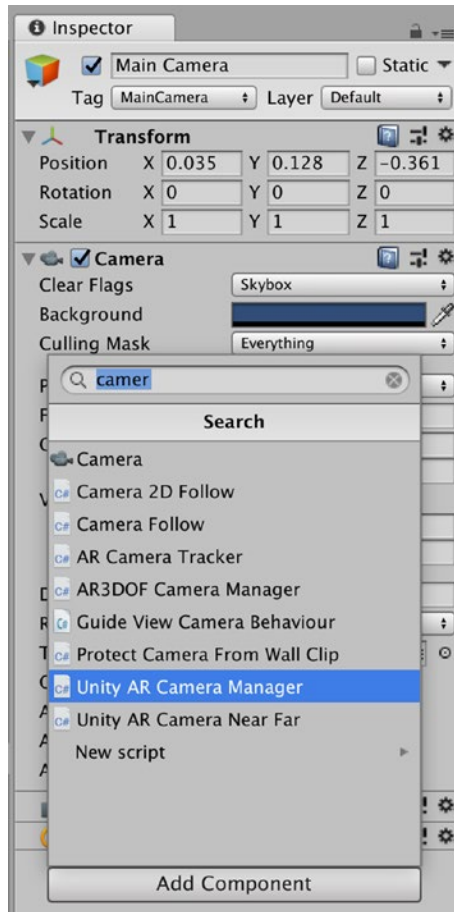 Inspector
Main Camera Static
Tag MainCamera Layer Default
Transform
Position X 0.035 Y 0.128 Z -0.361
Rotation X 0 Y 0 Z 0
Scale X 1 Y 1 Z 1
Camera
Clear Flags Skybox
Background
Culling Mask Everything
camer
Search
Camera
Camera 2D Follow
Camera Follow
AR Camera Tracker
AR3DOF Camera Manager
Guide View Camera Behaviour
Protect Camera From Wall Clip
Unity AR Camera Manager
Unity AR Camera Near Far
New script
Add Component